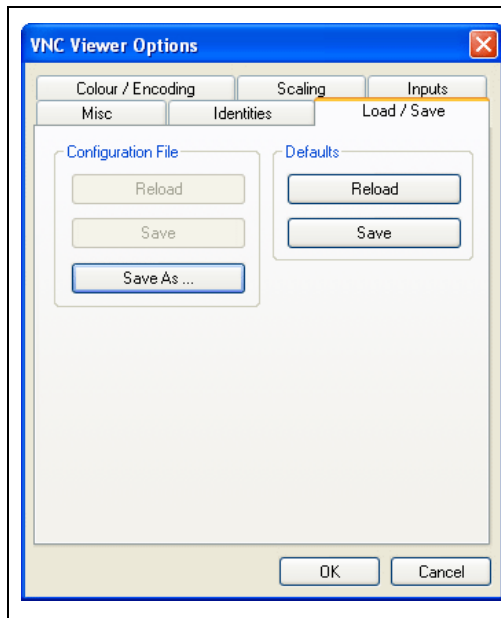 VNC Viewer Options
Colour / Encoding Scaling Inputs
Misc Identities Load / Save
Configuration File Defaults
Reload Reload
Save Save
Save As ...
OK Cancel